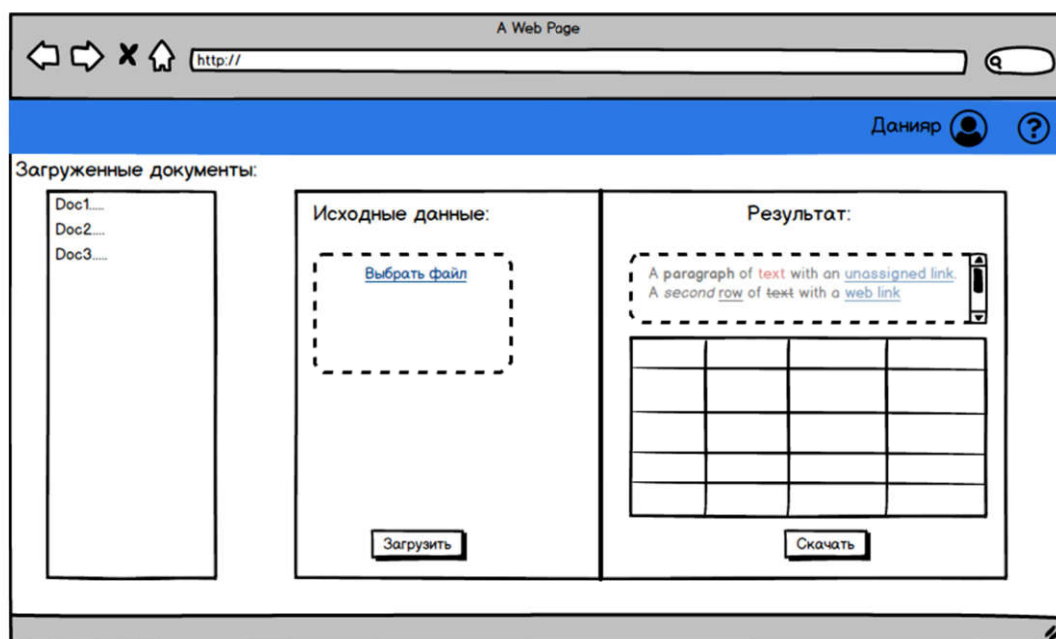 A Web Page
http://
Данияр
?
Загруженные документы:
Doc1.....
Doc2....
Doc3.....
Исходные данные:
Выбрать файл
Загрузить
Результат:
A paragraph of text with an unassigned link.
A second row of text with a web link
Скачать